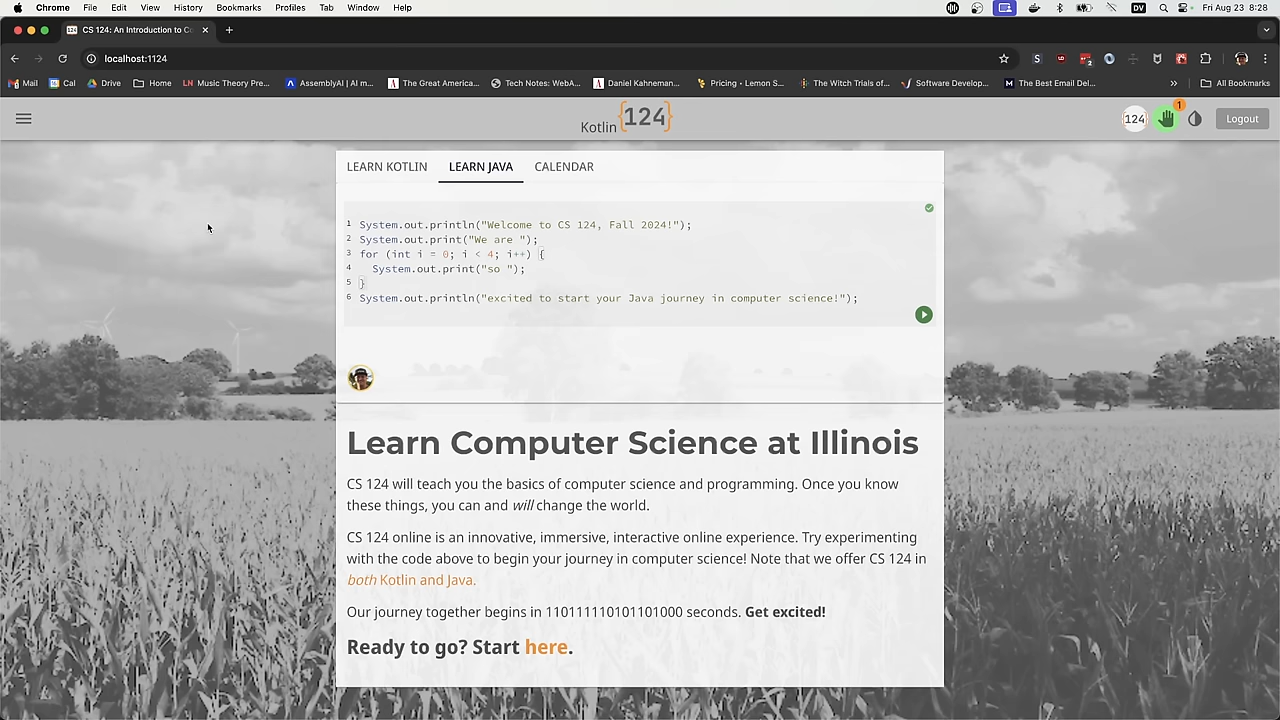 Chrome File Edit View History Bookmarks Profiles Tab Window Help DV Fri Aug 23 8:28
CS 124: An Introduction to Co
localhost:1124
Mail Cal Drive Home Music Theory Pre... AssemblyAI | AI m... The Great America... Tech Notes: WebA... Daniel Kahneman... Pricing • Lemon S... The Witch Trials of... Software Develop... The Best Email Del... » All Bookmarks
Kotlin {124} 124 1 Logout
LEARN KOTLIN LEARN JAVA CALENDAR
1 System.out.println("Welcome to CS 124, Fall 2024!");
2 System.out.print("We are ");
3 for (int i = 0; i < 4; i++) {
4 System.out.print("so ");
5 }
6 System.out.println("excited to start your Java journey in computer science!");
Learn Computer Science at Illinois
CS 124 will teach you the basics of computer science and programming. Once you know
these things, you can and will change the world.
CS 124 online is an innovative, immersive, interactive online experience. Try experimenting
with the code above to begin your journey in computer science! Note that we offer CS 124 in
both Kotlin and Java.
Our journey together begins in 110111110101101000 seconds. Get excited!
Ready to go? Start here.